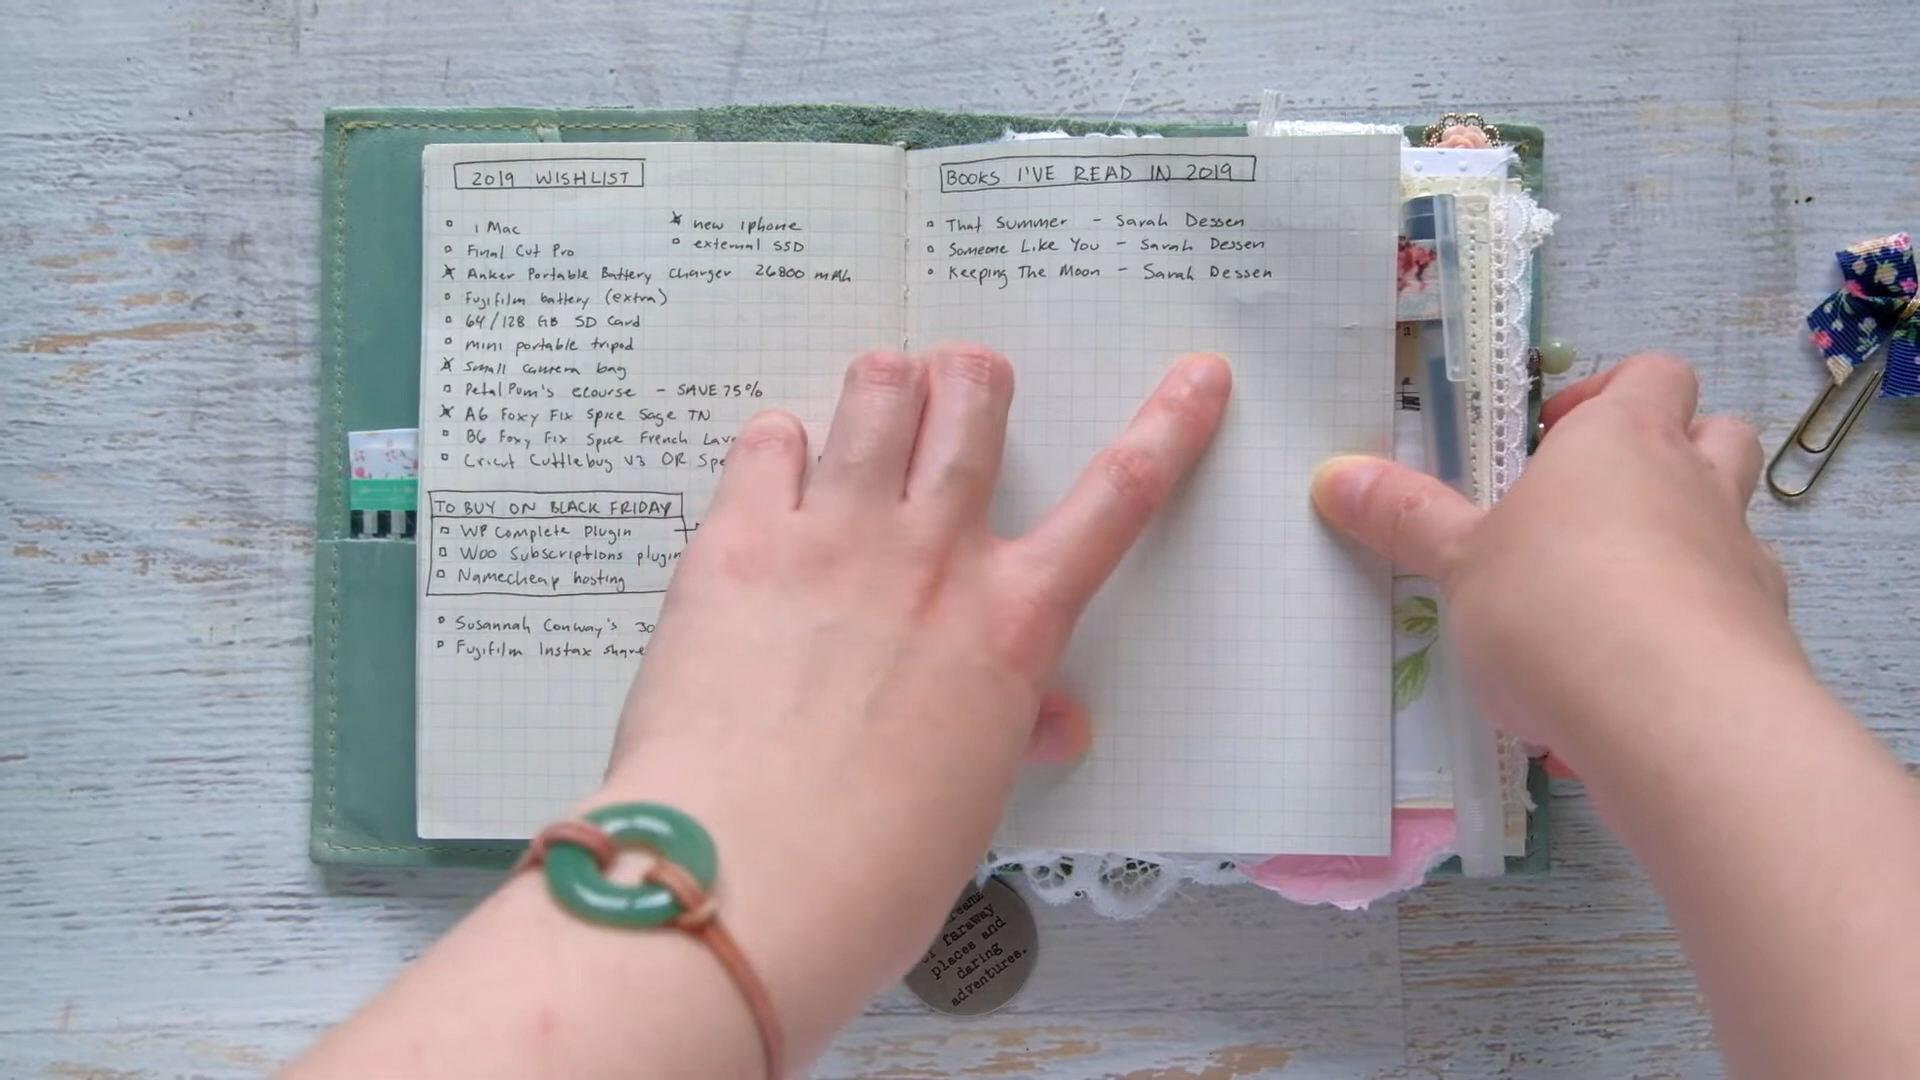 2019 WISHLIST
i Mac
Final Cut Pro
Anker Portable Battery Charger 26800 mAh
Fujifilm battery (extra)
64/128 GB SD Card
mini portable tripod
Small camera bag
PetalPlum's ecourse - SAVE 75%
A6 Foxy Fix Spice Sage TN
B6 Foxy Fix Spice French
Cricut Cuttlebug V3 OR
new iphone
external SSD
TO BUY ON BLACK FRIDAY
WP Complete Plugin
Woo Subscriptions plugin
Namecheap hosting
Susannah Conway's
Fujifilm Instax share
BOOKS I'VE READ IN 2019
That Summer - Sarah Dessen
Someone Like You - Sarah Dessen
Keeping The Moon - Sarah Dessen
of faraway
places and
daring
adventures.